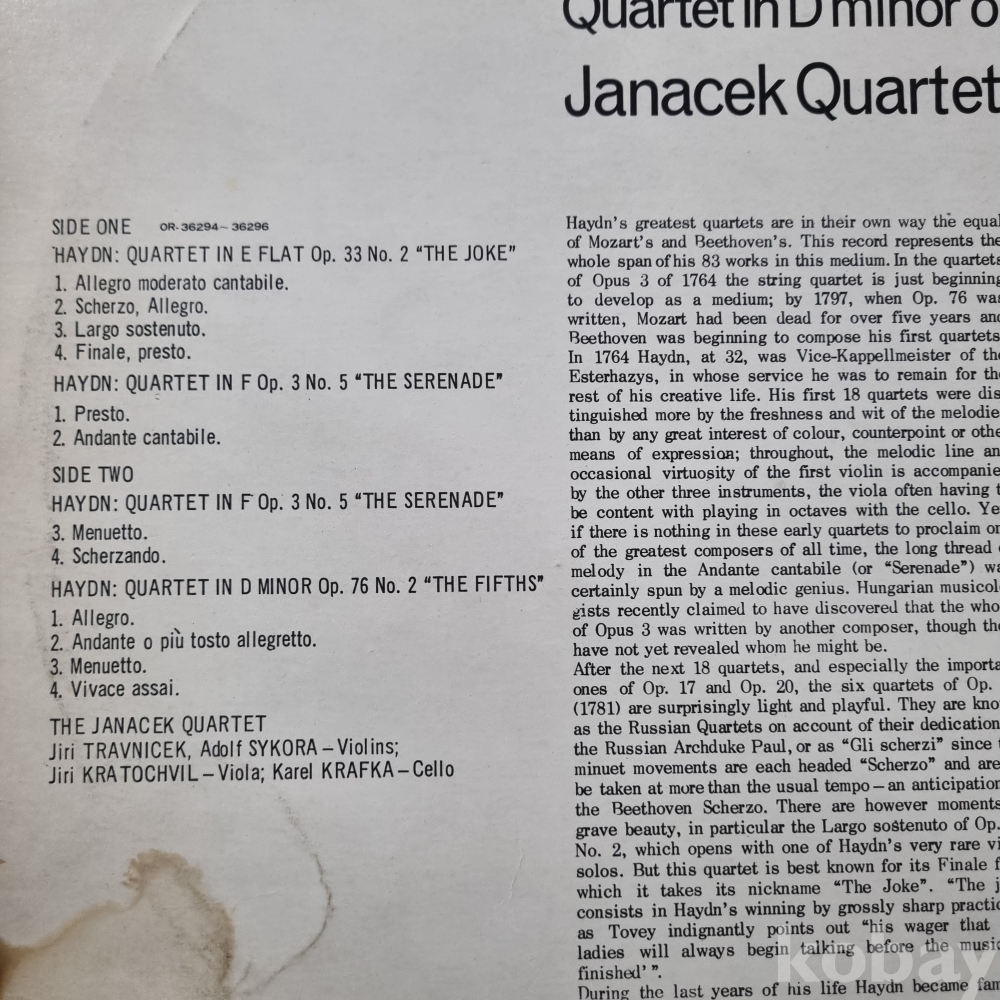 Quartet in D minor o
Janacek Quartet
SIDE ONE OR-36294~36296
HAYDN: QUARTET IN E FLAT Op. 33 No. 2 “THE JOKE”
1. Allegro moderato cantabile.
2. Scherzo, Allegro.
3. Largo sostenuto.
4. Finale, presto.
HAYDN: QUARTET IN F Op. 3 No. 5 “THE SERENADE”
1. Presto.
2. Andante cantabile.
SIDE TWO
HAYDN: QUARTET IN F Op. 3 No. 5 “THE SERENADE”
3. Menuetto.
4. Scherzando.
HAYDN: QUARTET IN D MINOR Op. 76 No. 2 “THE FIFTHS”
1. Allegro.
2. Andante o più tosto allegretto.
3. Menuetto.
4. Vivace assai.
THE JANACEK QUARTET
Jiri TRAVNICEK, Adolf SYKORA – Violins;
Jiri KRATOCHVIL – Viola; Karel KRAFKA – Cello
Haydn's greatest quartets are in their own way the equal
of Mozart's and Beethoven's. This record represents the
whole span of his 83 works in this medium. In the quartets
of Opus 3 of 1764 the string quartet is just beginning
to develop as a medium; by 1797, when Op. 76 was
written, Mozart had been dead for over five years and
Beethoven was beginning to compose his first quartets
In 1764 Haydn, at 32, was Vice-Kappellmeister of the
Esterhazys, in whose service he was to remain for the
rest of his creative life. His first 18 quartets were dis
tinguished more by the freshness and wit of the melodie
than by any great interest of colour, counterpoint or othe
means of expression; throughout, the melodic line an
occasional virtuosity of the first violin is accompanie
by the other three instruments, the viola often having t
be content with playing in octaves with the cello. Ye
if there is nothing in these early quartets to proclaim on
of the greatest composers of all time, the long thread
melody in the Andante cantabile (or “Serenade”) wa
certainly spun by a melodic genius. Hungarian musicol
gists recently claimed to have discovered that the who
of Opus 3 was written by another composer, though the
have not yet revealed whom he might be.
After the next 18 quartets, and especially the importa
ones of Op. 17 and Op. 20, the six quartets of Op.
(1781) are surprisingly light and playful. They are kno
as the Russian Quartets on account of their dedication
the Russian Archduke Paul, or as “Gli scherzi” since t
minuet movements are each headed “Scherzo” and are
be taken at more than the usual tempo – an anticipation
the Beethoven Scherzo. There are however moments
grave beauty, in particular the Largo sostenuto of Op.
No. 2, which opens with one of Haydn's very rare vi
solos. But this quartet is best known for its Finale f
which it takes its nickname “The Joke”. “The j
consists in Haydn's winning by grossly sharp practic
as Tovey indignantly points out “his wager that
ladies will always begin talking before the music
finished' ”.
During the last years of his life Haydn became fam
kobay